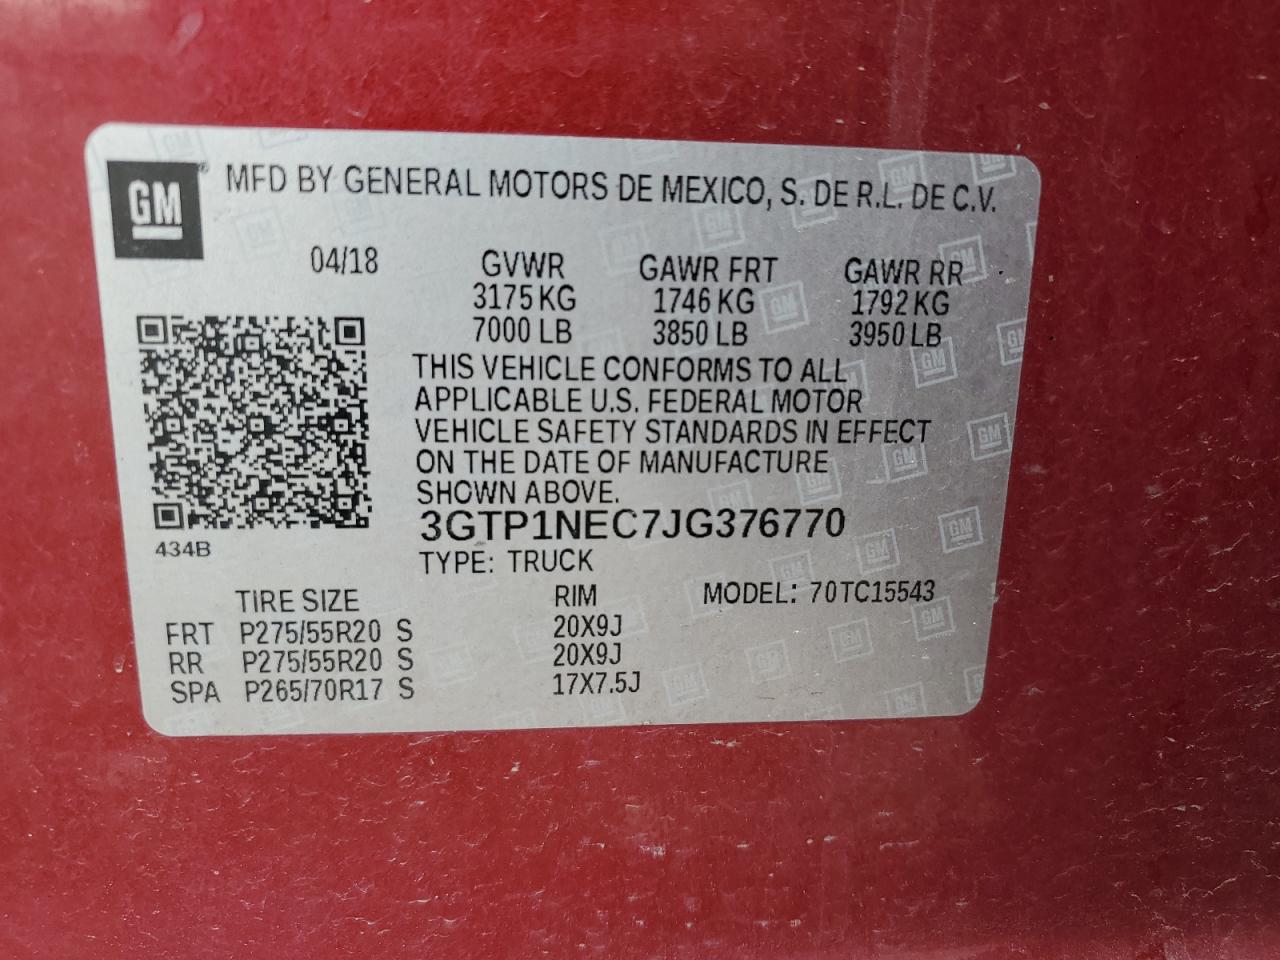 GM ® MFD BY GENERAL MOTORS DE MEXICO, S. DE R.L. DE C.V.
04/18 GVWR GAWR FRT GAWR RR
3175 KG 1746 KG 1792 KG
7000 LB 3850 LB 3950 LB
THIS VEHICLE CONFORMS TO ALL
APPLICABLE U.S. FEDERAL MOTOR
VEHICLE SAFETY STANDARDS IN EFFECT
ON THE DATE OF MANUFACTURE
SHOWN ABOVE.
3GTP1NEC7JG376770
434B
TYPE: TRUCK
TIRE SIZE RIM MODEL: 70TC15543
FRT P275/55R20 S 20X9J
RR P275/55R20 S 20X9J
SPA P265/70R17 S 17X7.5J